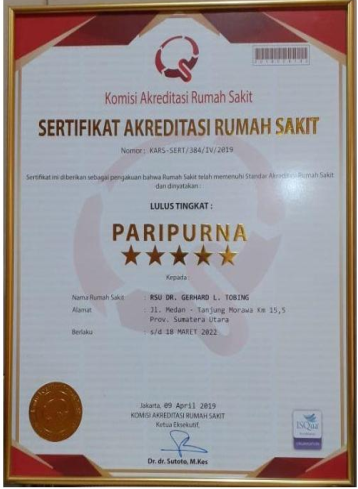 Komisi Akreditasi Rumah Sakit
SERTIFIKAT AKREDITASI RUMAH SAKIT
Nomor: KARS-SERT/384/IV/2019
Sertifikat ini diberikan sebagai pengakuan bahwa Rumah Sakit telah memenuhi Standar Akreditasi Rumah Sakit
dan dinyatakan :
LULUS TINGKAT :
PARIPURNA
Kepada :
Nama Rumah Sakit : RSU DR. GERHARD L. TOBING
Alamat : Jl. Medan - Tanjung Morawa Km 15,5
Prov. Sumatera Utara
Berlaku : s/d 18 MARET 2022
Jakarta, 09 April 2019
KOMISI AKREDITASI RUMAH SAKIT
Ketua Eksekutif,
Dr. dr. Sutoto, M.Kes
ISQua